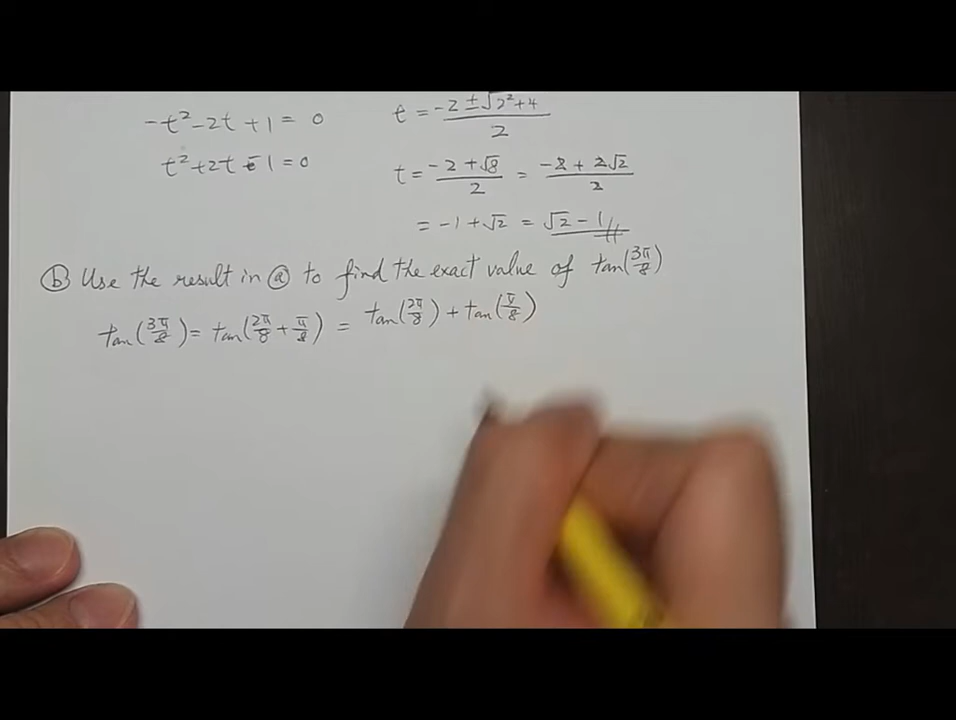 -t²-2t+1=0
t²+2t-1=0
t = (-2±√2²+4)/2
t = (-2+√8)/2 = (-2+2√2)/2
= -1+√2 = √2-1
ⓑ Use the result in ⓐ to find the exact value of tan(3π/8)
tan(3π/8) = tan(2π/8 + π/8) = tan(2π/8) + tan(π/8)